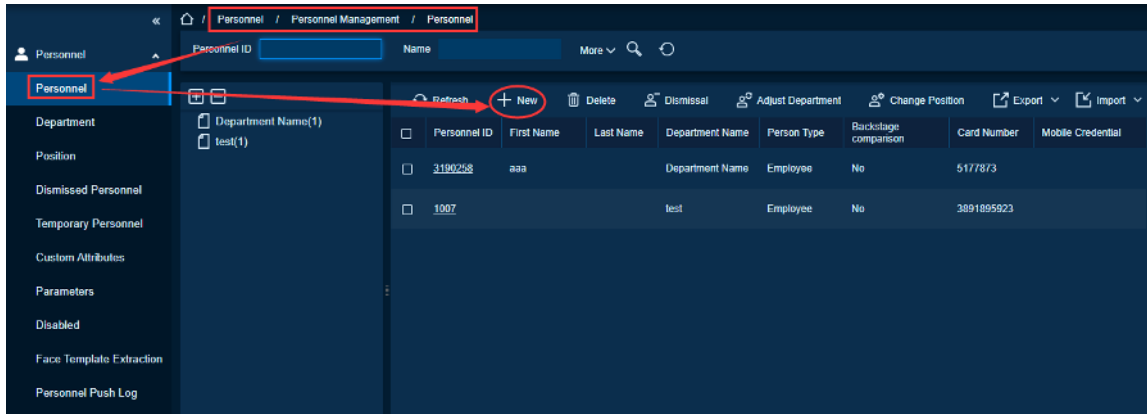 «
/ Personnel / Personnel Management / Personnel
Personnel
Personnel ID
Name
More
Personnel
Department
Position
Dismissed Personnel
Temporary Personnel
Custom Attributes
Parameters
Disabled
Face Template Extraction
Personnel Push Log
Department Name(1)
test(1)
Refresh New Delete Dismissal Adjust Department Change Position Export Import
Personnel ID First Name Last Name Department Name Person Type Backstage comparison Card Number Mobile Credential
3190258 aaa Department Name Employee No 5177873
1007 test Employee No 3891895923